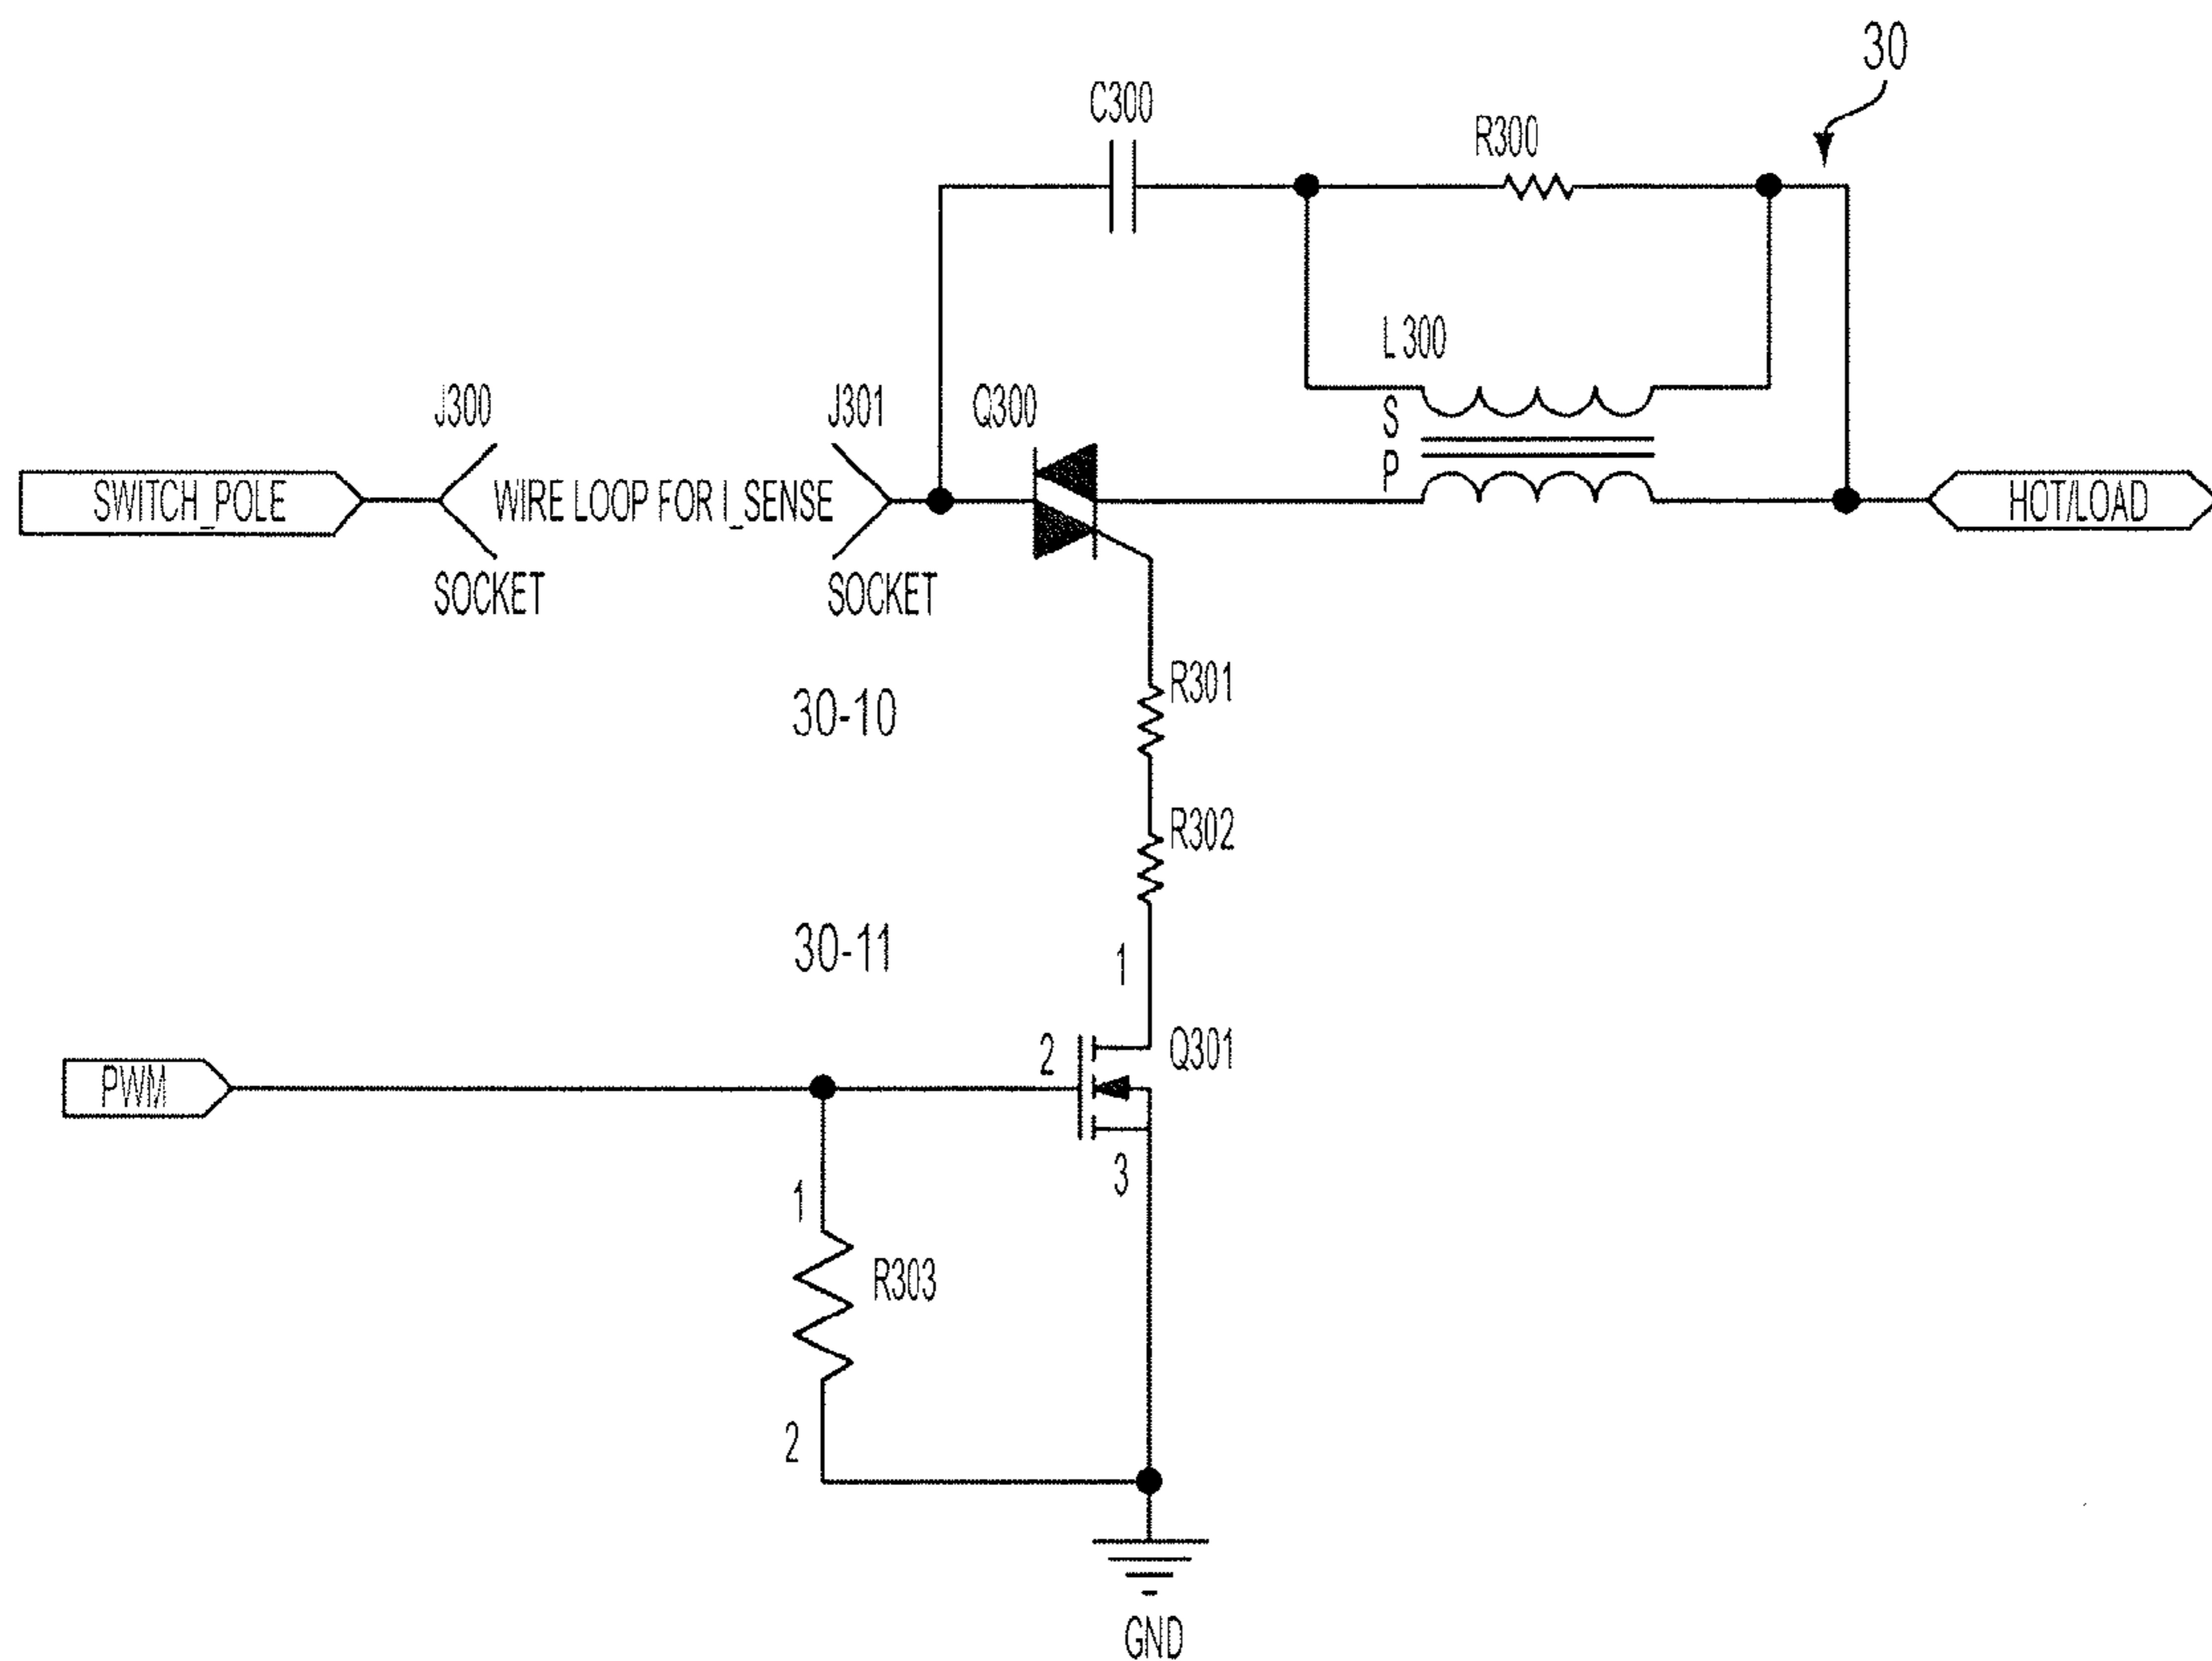 30
C300
R300
L300
J300
J301
Q300
S
P
SWITCH_POLE
WIRE LOOP FOR I_SENSE
HOT/LOAD
SOCKET
SOCKET
R301
30-10
R302
30-11
1
2
Q301
PWM
3
1
R303
2
GND